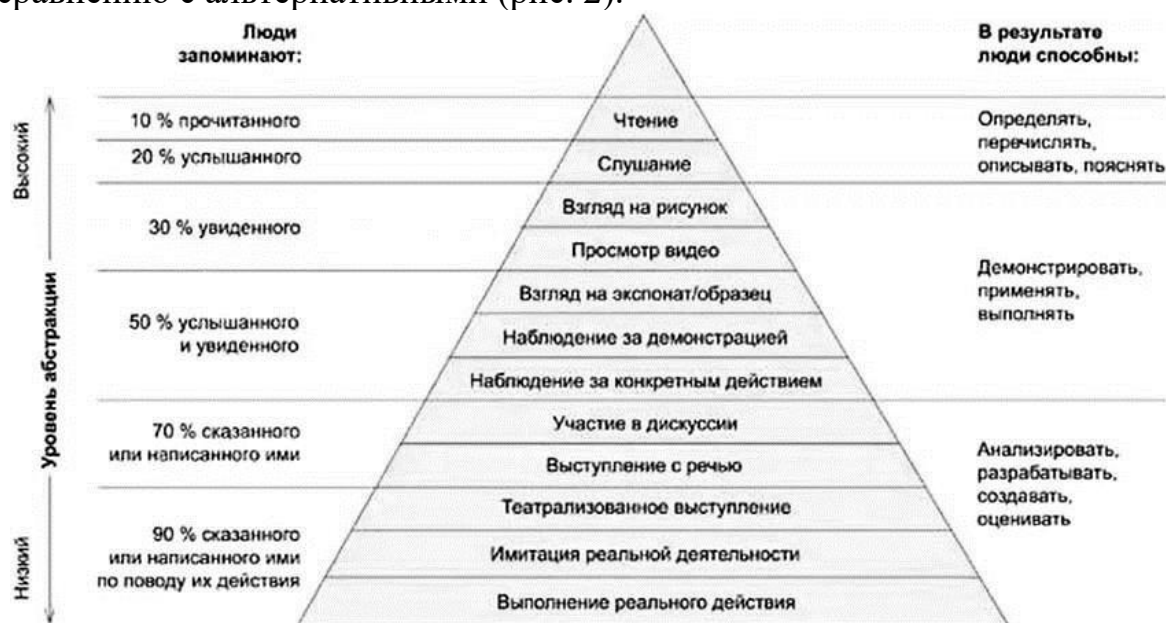 сравнению с альтернативными (рис. 2).
Люди
запоминают:
В результате
люди способны:
Высокий
Уровень абстракции
Низкий
10 % прочитанного
Чтение
Определять,
перечислять,
описывать, пояснять
20 % услышанного
Слушание
30 % увиденного
Взгляд на рисунок
Просмотр видео
Демонстрировать,
применять,
выполнять
50 % услышанного
и увиденного
Взгляд на экспонат/образец
Наблюдение за демонстрацией
Наблюдение за конкретным действием
70 % сказанного
или написанного ими
Участие в дискуссии
Выступление с речью
Анализировать,
разрабатывать,
создавать,
оценивать
90 % сказанного
или написанного ими
по поводу их действия
Театрализованное выступление
Имитация реальной деятельности
Выполнение реального действия